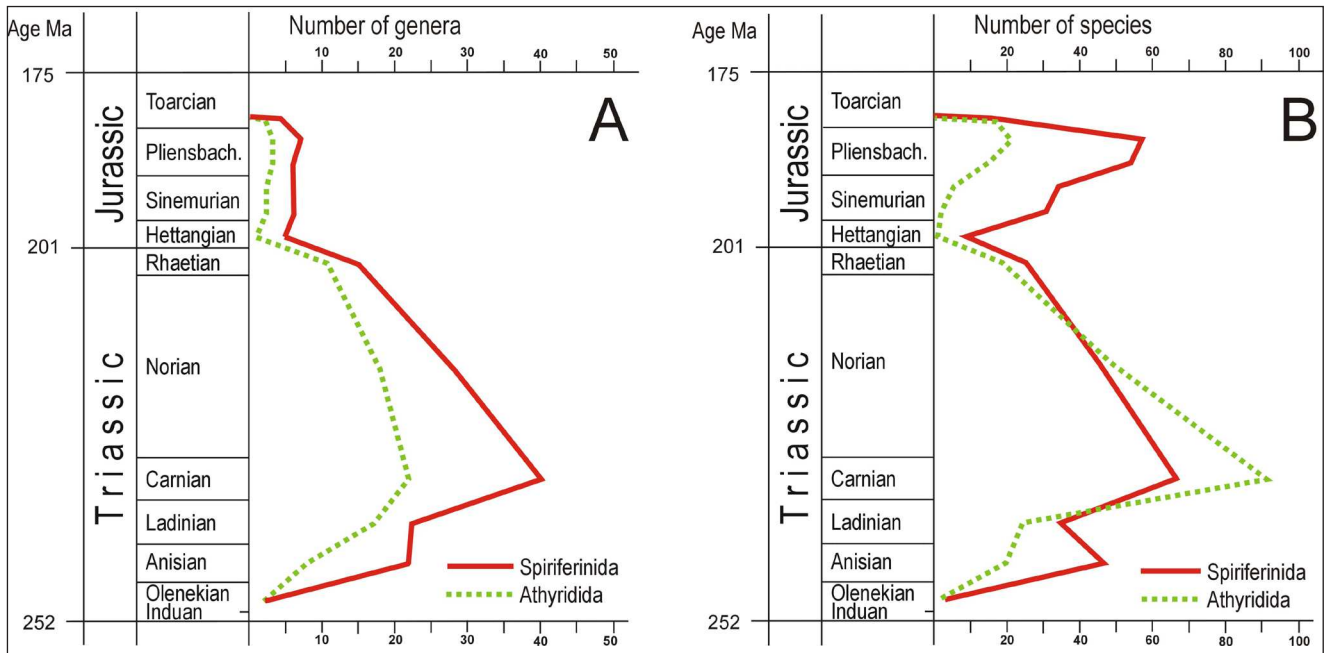 Age Ma
Number of genera
10 20 30 40 50
175
Jurassic
Toarcian
A
Pliensbach.
Sinemurian
Hettangian
201
Triassic
Rhaetian
Norian
Carnian
Ladinian
Anisian
Spiriferinida
Athyridida
Olenekian
Induan
252
10 20 30 40 50
Age Ma
Number of species
20 40 60 80 100
175
Jurassic
Toarcian
B
Pliensbach.
Sinemurian
Hettangian
201
Triassic
Rhaetian
Norian
Carnian
Ladinian
Anisian
Spiriferinida
Athyridida
Olenekian
Induan
252
20 40 60 80 100